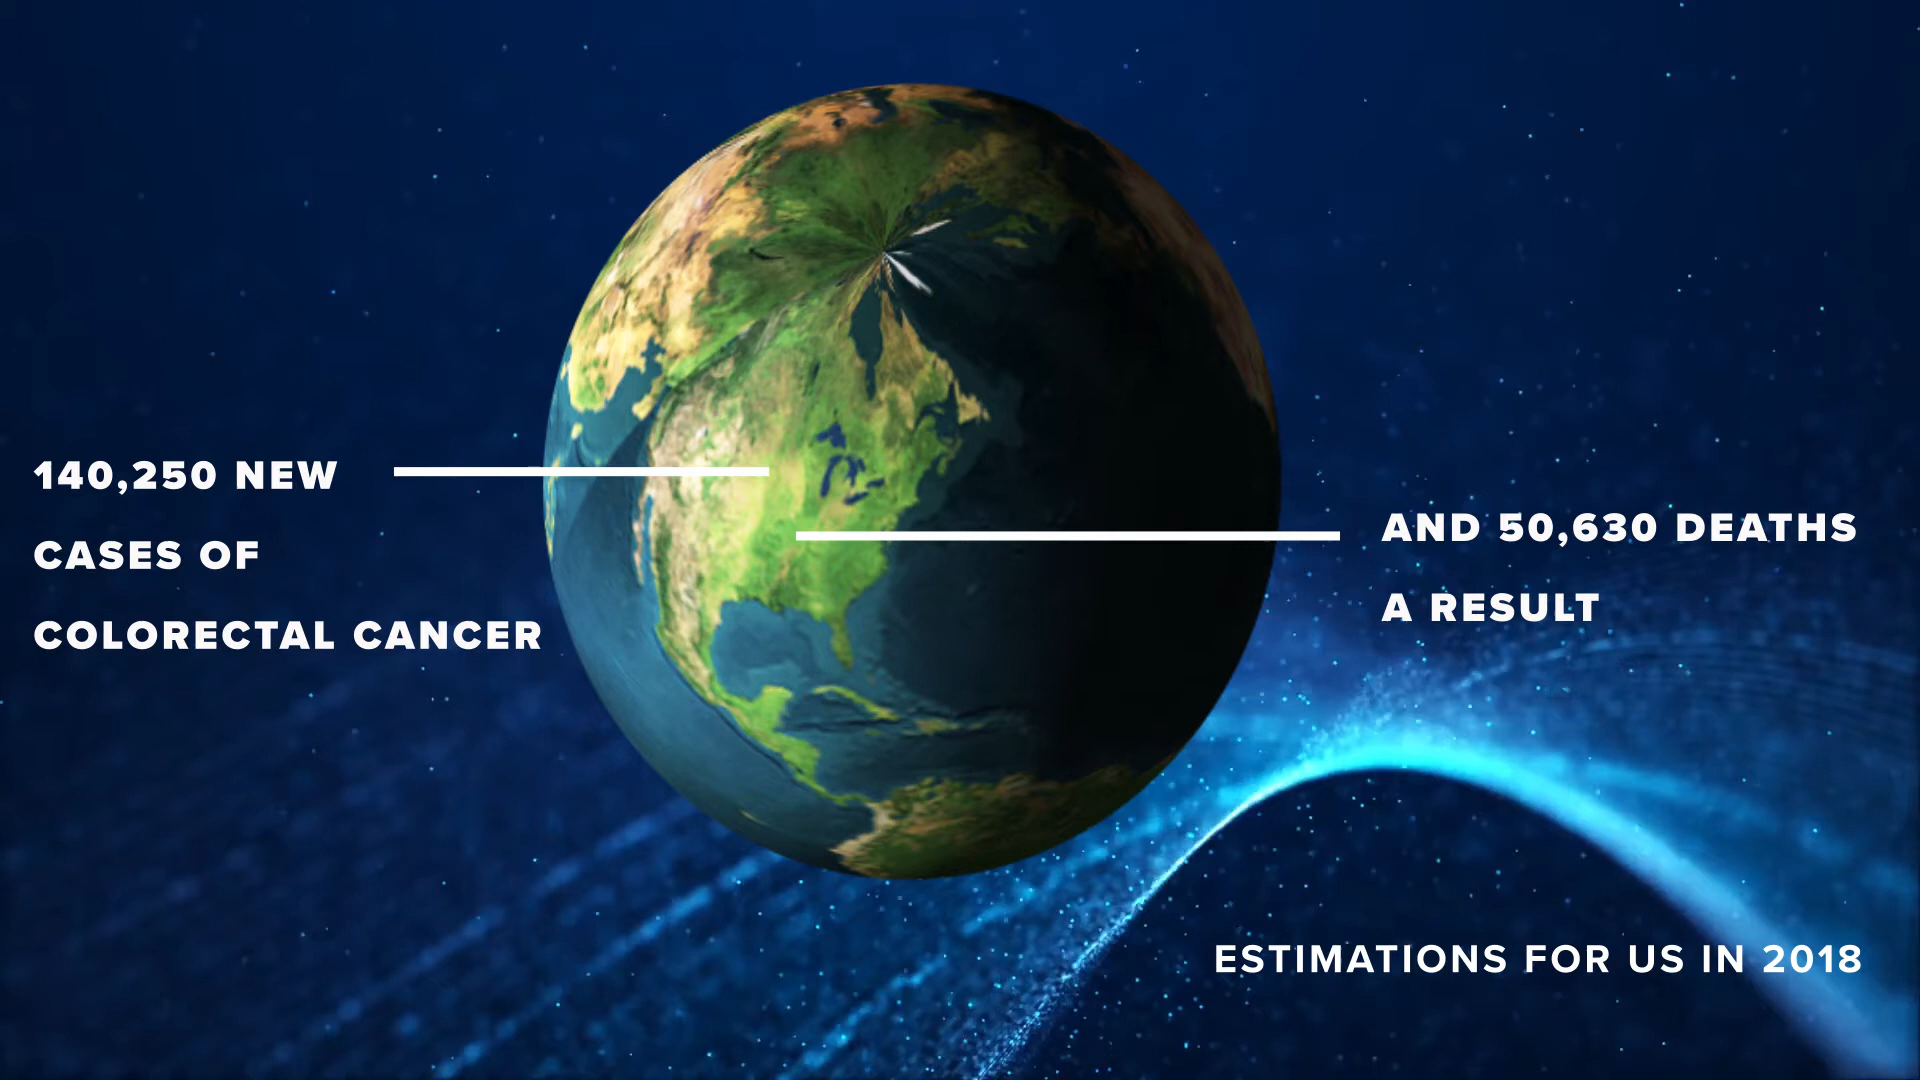 140,250 NEW
CASES OF
COLORECTAL CANCER
AND 50,630 DEATHS
A RESULT
ESTIMATIONS FOR US IN 2018